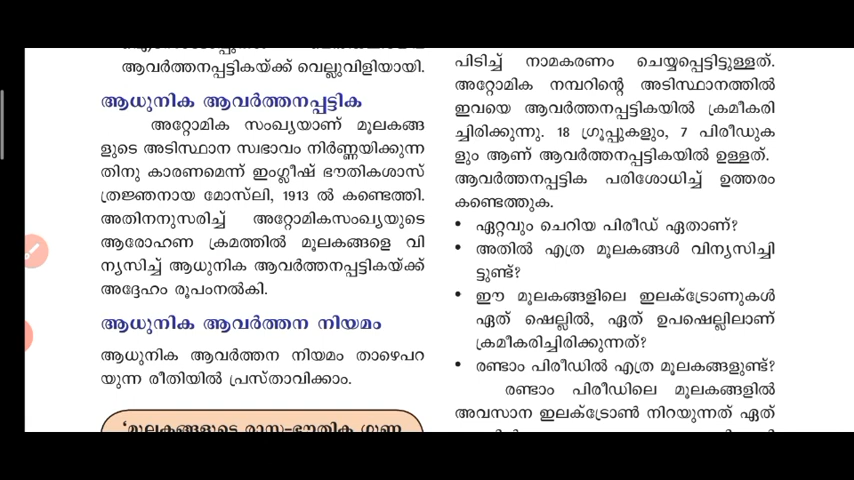 ആവർത്തനപ്പട്ടികയ്ക്ക് വെല്ലുവിളിയായി.
ആധുനിക ആവർത്തനപ്പട്ടിക
അറ്റോമിക സംഖ്യയാണ് മൂലകങ്ങ
ളുടെ അടിസ്ഥാന സ്വഭാവം നിർണ്ണയിക്കുന്ന
തിനു കാരണമെന്ന് ഇംഗ്ലീഷ് ഭൗതികശാസ്
ത്രജ്ഞനായ മോസ്‌ലി, 1913 ൽ കണ്ടെത്തി.
അതിനനുസരിച്ച് അറ്റോമികസംഖ്യയുടെ
ആരോഹണ ക്രമത്തിൽ മൂലകങ്ങളെ വി
ന്യസിച്ച് ആധുനിക ആവർത്തനപ്പട്ടികയ്ക്ക്
അദ്ദേഹം രൂപംനൽകി.
ആധുനിക ആവർത്തന നിയമം
ആധുനിക ആവർത്തന നിയമം താഴെപറ
യുന്ന രീതിയിൽ പ്രസ്താവിക്കാം.
'മൂലകങ്ങളുടെ രാസ-ഭൗതിക ഗുണ
പിടിച്ച് നാമകരണം ചെയ്യപ്പെട്ടിട്ടുള്ളത്.
അറ്റോമിക നമ്പറിന്റെ അടിസ്ഥാനത്തിൽ
ഇവയെ ആവർത്തനപ്പട്ടികയിൽ ക്രമീകരി
ച്ചിരിക്കുന്നു. 18 ഗ്രൂപ്പുകളും, 7 പിരീഡുക
ളും ആണ് ആവർത്തനപ്പട്ടികയിൽ ഉള്ളത്.
ആവർത്തനപ്പട്ടിക പരിശോധിച്ച് ഉത്തരം
കണ്ടെത്തുക.
• ഏറ്റവും ചെറിയ പിരീഡ് ഏതാണ്?
• അതിൽ എത്ര മൂലകങ്ങൾ വിന്യസിച്ചി
ട്ടുണ്ട്?
• ഈ മൂലകങ്ങളിലെ ഇലക്ട്രോണുകൾ
ഏത് ഷെല്ലിൽ, ഏത് ഉപഷെല്ലിലാണ്
ക്രമീകരിച്ചിരിക്കുന്നത്?
• രണ്ടാം പിരീഡിൽ എത്ര മൂലകങ്ങളുണ്ട്?
രണ്ടാം പിരീഡിലെ മൂലകങ്ങളിൽ
അവസാന ഇലക്ട്രോൺ നിറയുന്നത് ഏത്